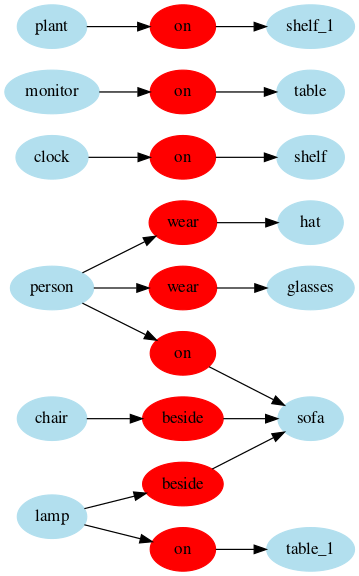 plant on shelf_1
monitor on table
clock on shelf
wear hat
person wear glasses
on
chair beside sofa
beside
lamp
on table_1